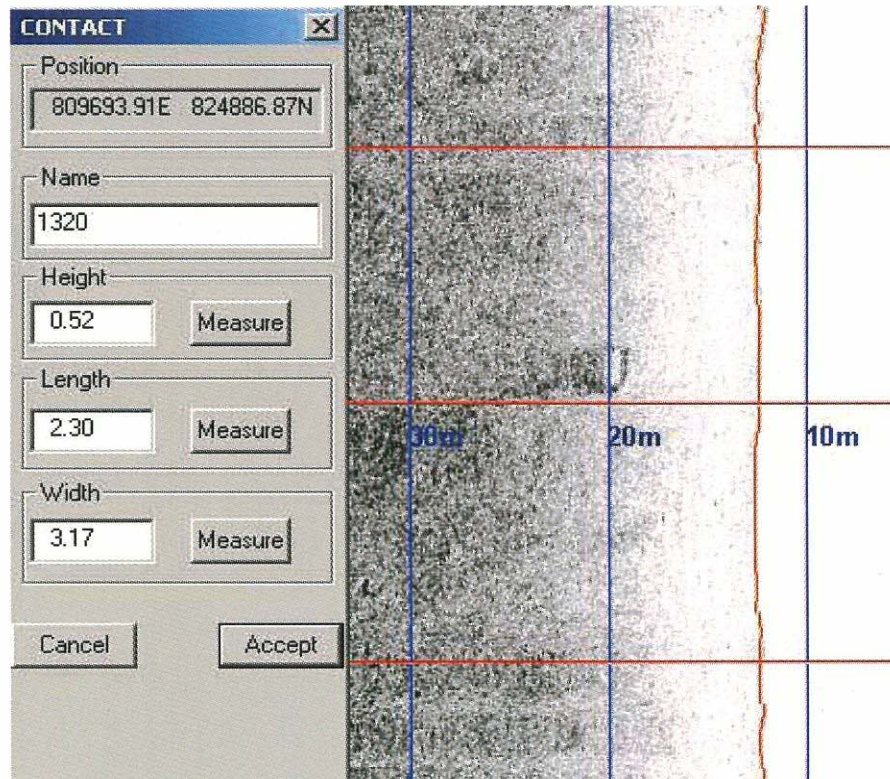 CONTACT
Position
809693.91E 824886.87N
Name
1320
Height
0.52 Measure
Length
2.30 Measure
Width
3.17 Measure
Cancel Accept
30m 20m 10m